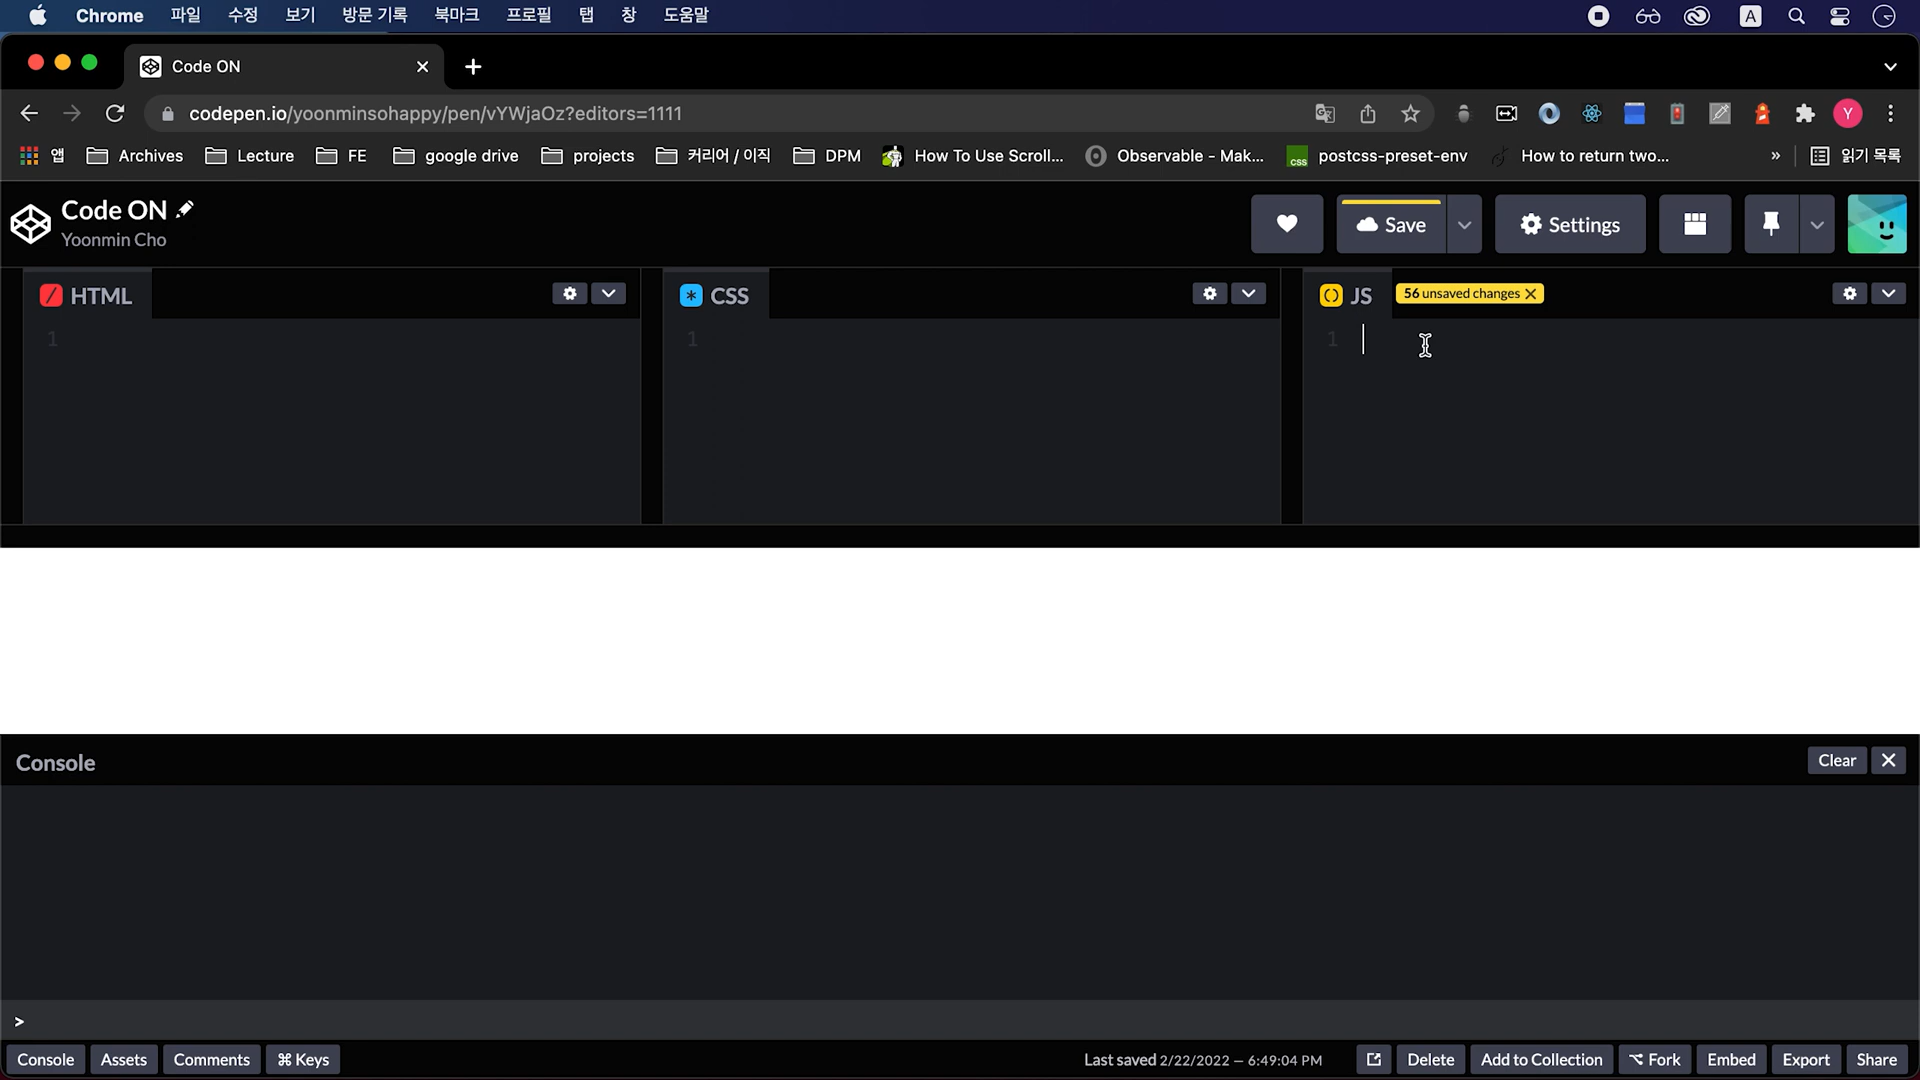 Chrome 파일 수정 보기 방문 기록 북마크 프로필 탭 창 도움말 A
Code ON
codepen.io/yoonminsohappy/pen/vYWjaOz?editors=1111 Y
앱 Archives Lecture FE google drive projects 커리어 / 이직 DPM How To Use Scroll... Observable - Mak... css postcss-preset-env How to return two... » 읽기 목록
Code ON
Yoonmin Cho
Save Settings
HTML CSS JS 56 unsaved changes
1 1 1
Console Clear
>
Console Assets Comments ⌘ Keys Last saved 2/22/2022 — 6:49:04 PM Delete Add to Collection ⌥ Fork Embed Export Share